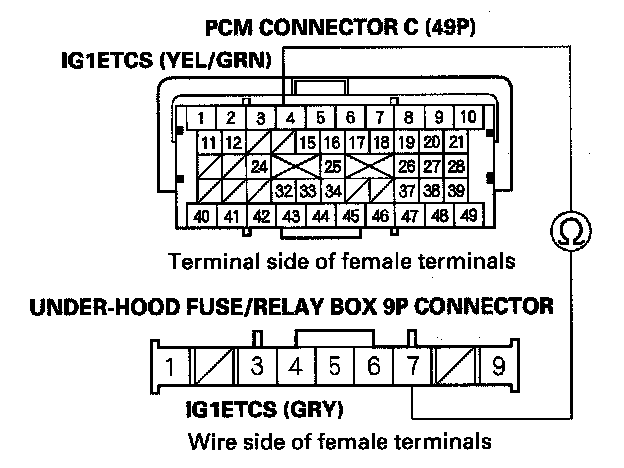 PCM CONNECTOR C (49P)
IG1ETCS (YEL/GRN)
1 2 3 4 5 6 7 8 9 10
11 12 15 16 17 18 19 20 21
24 25 26 27 28
32 33 34 37 38 39
40 41 42 43 44 45 46 47 48 49
Ω
Terminal side of female terminals
UNDER-HOOD FUSE/RELAY BOX 9P CONNECTOR
1 3 4 5 6 7 9
IG1ETCS (GRY)
Wire side of female terminals